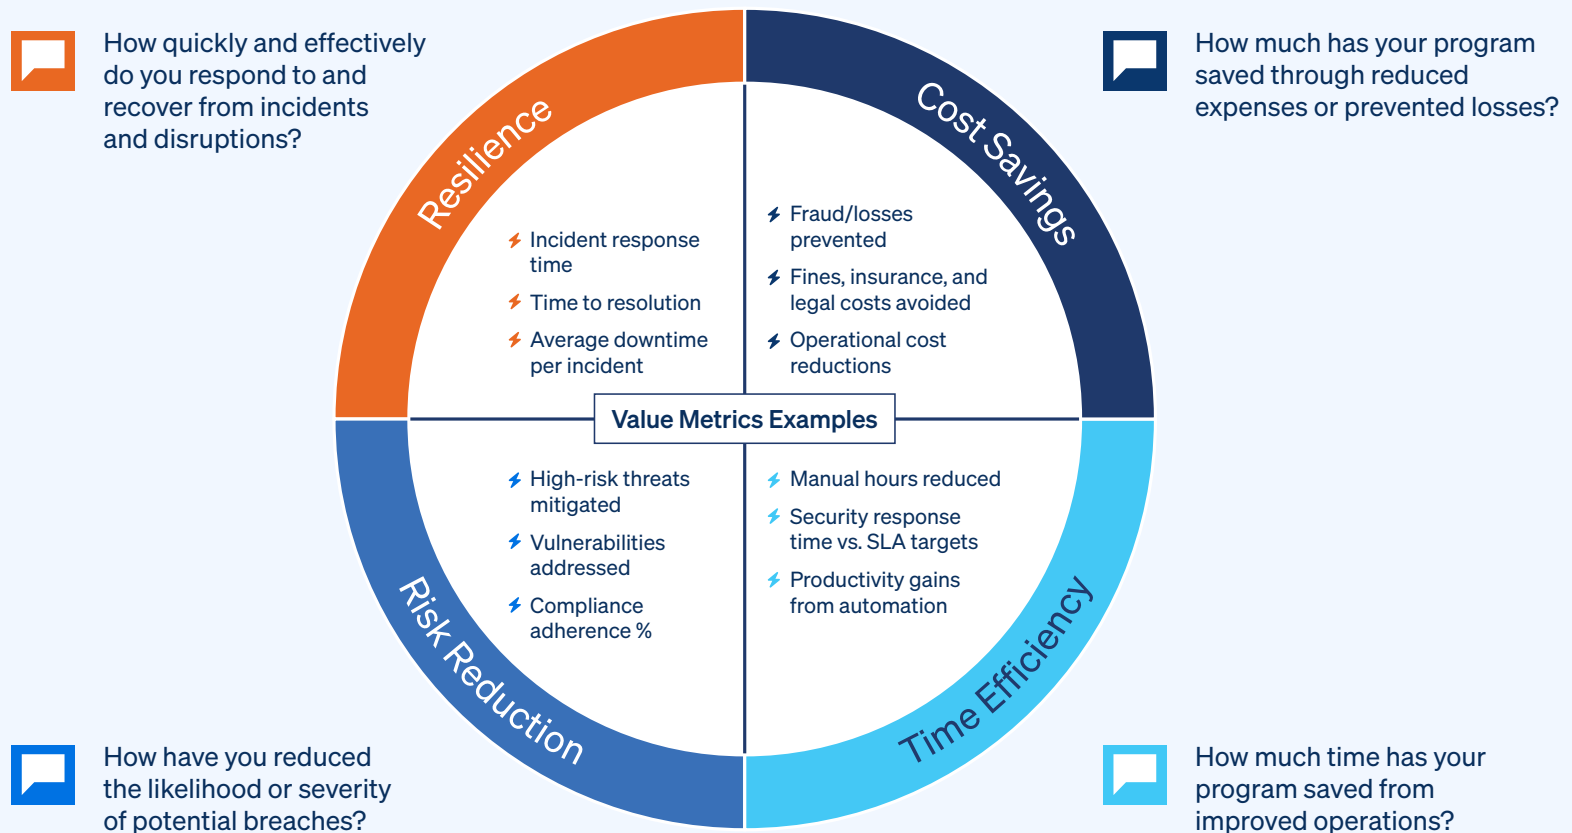 How quickly and effectively
do you respond to and
recover from incidents
and disruptions?
How much has your program
saved through reduced
expenses or prevented losses?
Resilience
Cost Savings
Incident response
time
Time to resolution
Average downtime
per incident
Fraud/losses
prevented
Fines, insurance, and
legal costs avoided
Operational cost
reductions
Value Metrics Examples
High-risk threats
mitigated
Vulnerabilities
addressed
Compliance
adherence %
Manual hours reduced
Security response
time vs. SLA targets
Productivity gains
from automation
Risk Reduction
Time Efficiency
How have you reduced
the likelihood or severity
of potential breaches?
How much time has your
program saved from
improved operations?